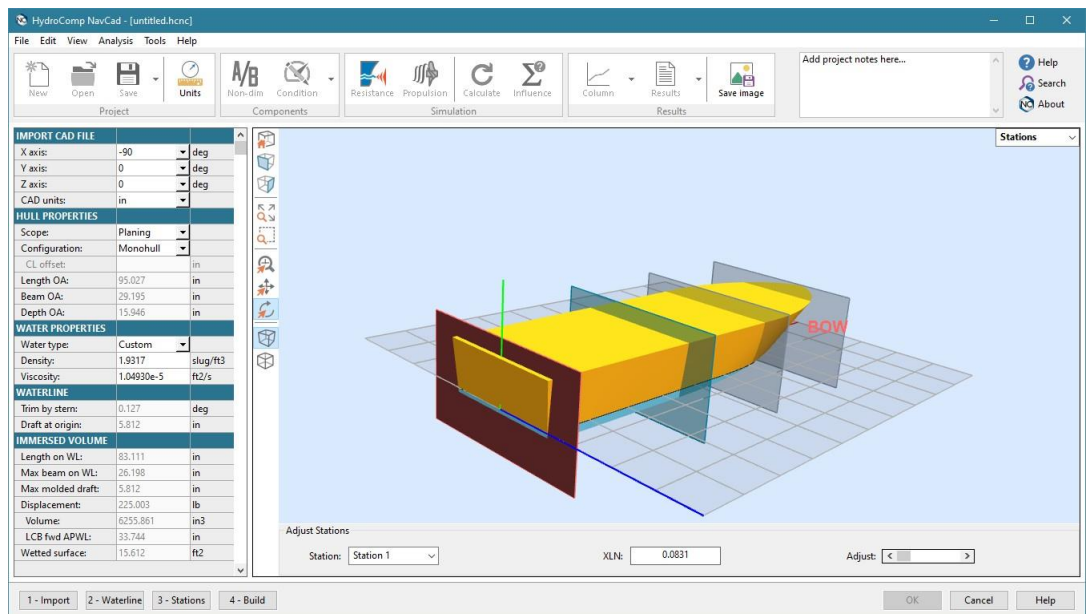 HydroComp NavCad - [untitled.hcnc]
File Edit View Analysis Tools Help
New Open Save Units Non-dim Condition Resistance Propulsion Calculate Influence Column Results Save image
Project Components Simulation Results
Add project notes here...
Help
Search
About
IMPORT CAD FILE
X axis: -90 deg
Y axis: 0 deg
Z axis: 0 deg
CAD units: in
HULL PROPERTIES
Scope: Planing
Configuration: Monohull
CL offset: in
Length OA: 95.027 in
Beam OA: 29.195 in
Depth OA: 15.946 in
WATER PROPERTIES
Water type: Custom
Density: 1.9317 slug/ft3
Viscosity: 1.04930e-5 ft2/s
WATERLINE
Trim by stern: 0.127 deg
Draft at origin: 5.812 in
IMMERSED VOLUME
Length on WL: 83.111 in
Max beam on WL: 26.198 in
Max molded draft: 5.812 in
Displacement: 225.003 lb
Volume: 6255.861 in3
LCB fwd APWL: 33.744 in
Wetted surface: 15.612 ft2
Stations
BOW
Adjust Stations
Station: Station 1 XLN: 0.0831 Adjust:
1 - Import 2 - Waterline 3 - Stations 4 - Build OK Cancel Help